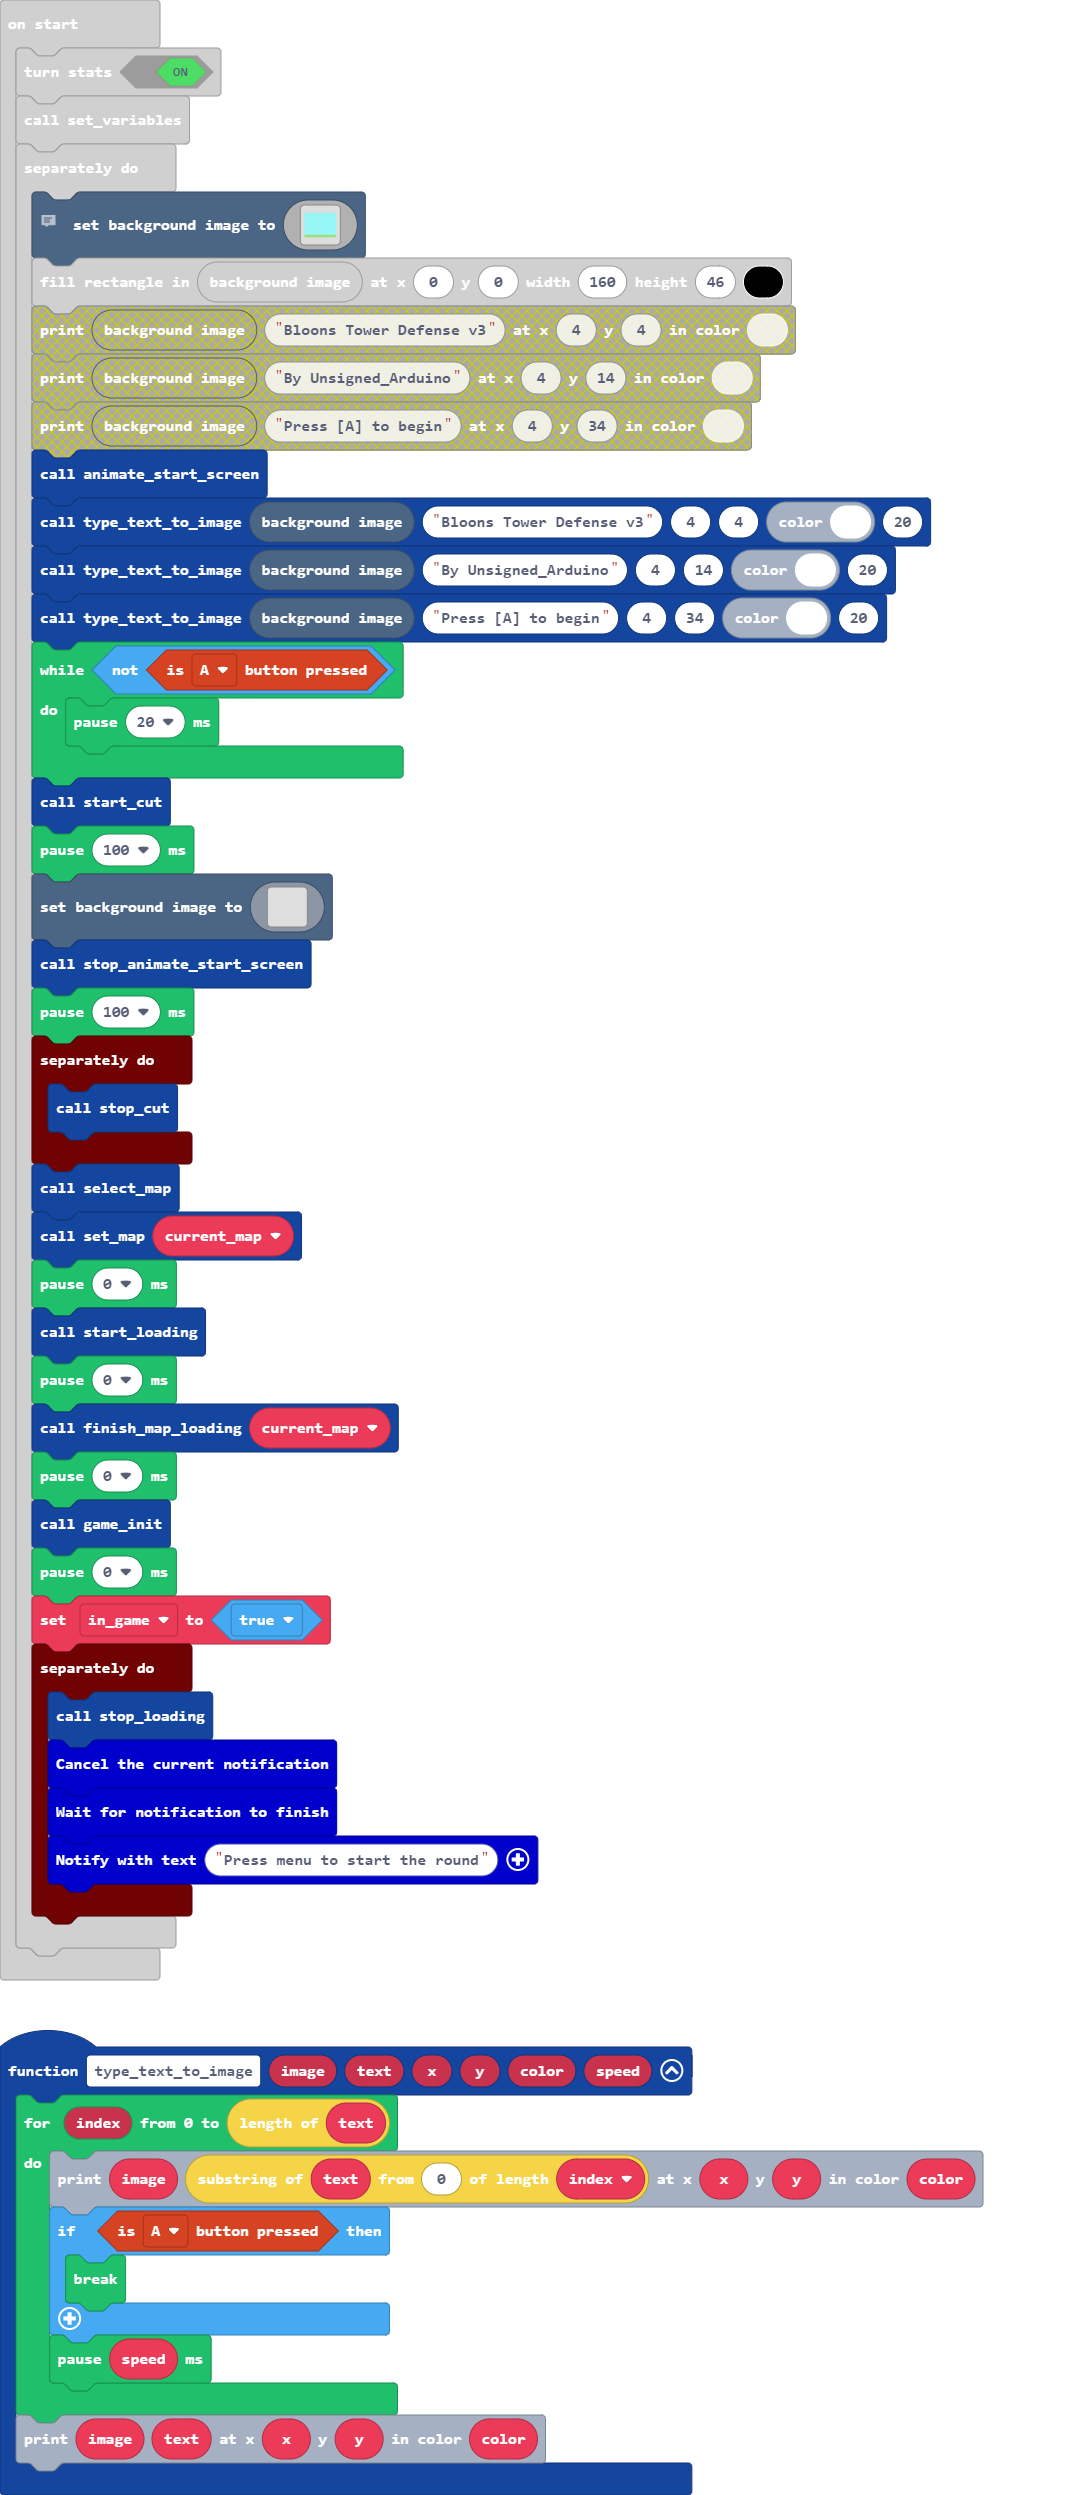 on start
turn stats ON
call set_variables
separately do
set background image to
fill rectangle in background image at x 0 y 0 width 160 height 46
print background image "Bloons Tower Defense v3" at x 4 y 4 in color
print background image "By Unsigned_Arduino" at x 4 y 14 in color
print background image "Press [A] to begin" at x 4 y 34 in color
call animate_start_screen
call type_text_to_image background image "Bloons Tower Defense v3" 4 4 color 20
call type_text_to_image background image "By Unsigned_Arduino" 4 14 color 20
call type_text_to_image background image "Press [A] to begin" 4 34 color 20
while not is A button pressed
do pause 20 ms
call start_cut
pause 100 ms
set background image to
call stop_animate_start_screen
pause 100 ms
separately do
call stop_cut
call select_map
call set_map current_map
pause 0 ms
call start_loading
pause 0 ms
call finish_map_loading current_map
pause 0 ms
call game_init
pause 0 ms
set in_game to true
separately do
call stop_loading
Cancel the current notification
Wait for notification to finish
Notify with text "Press menu to start the round"
function type_text_to_image image text x y color speed
for index from 0 to length of text
do print image substring of text from 0 of length index at x x y y in color color
if is A button pressed then
break
pause speed ms
print image text at x x y y in color color